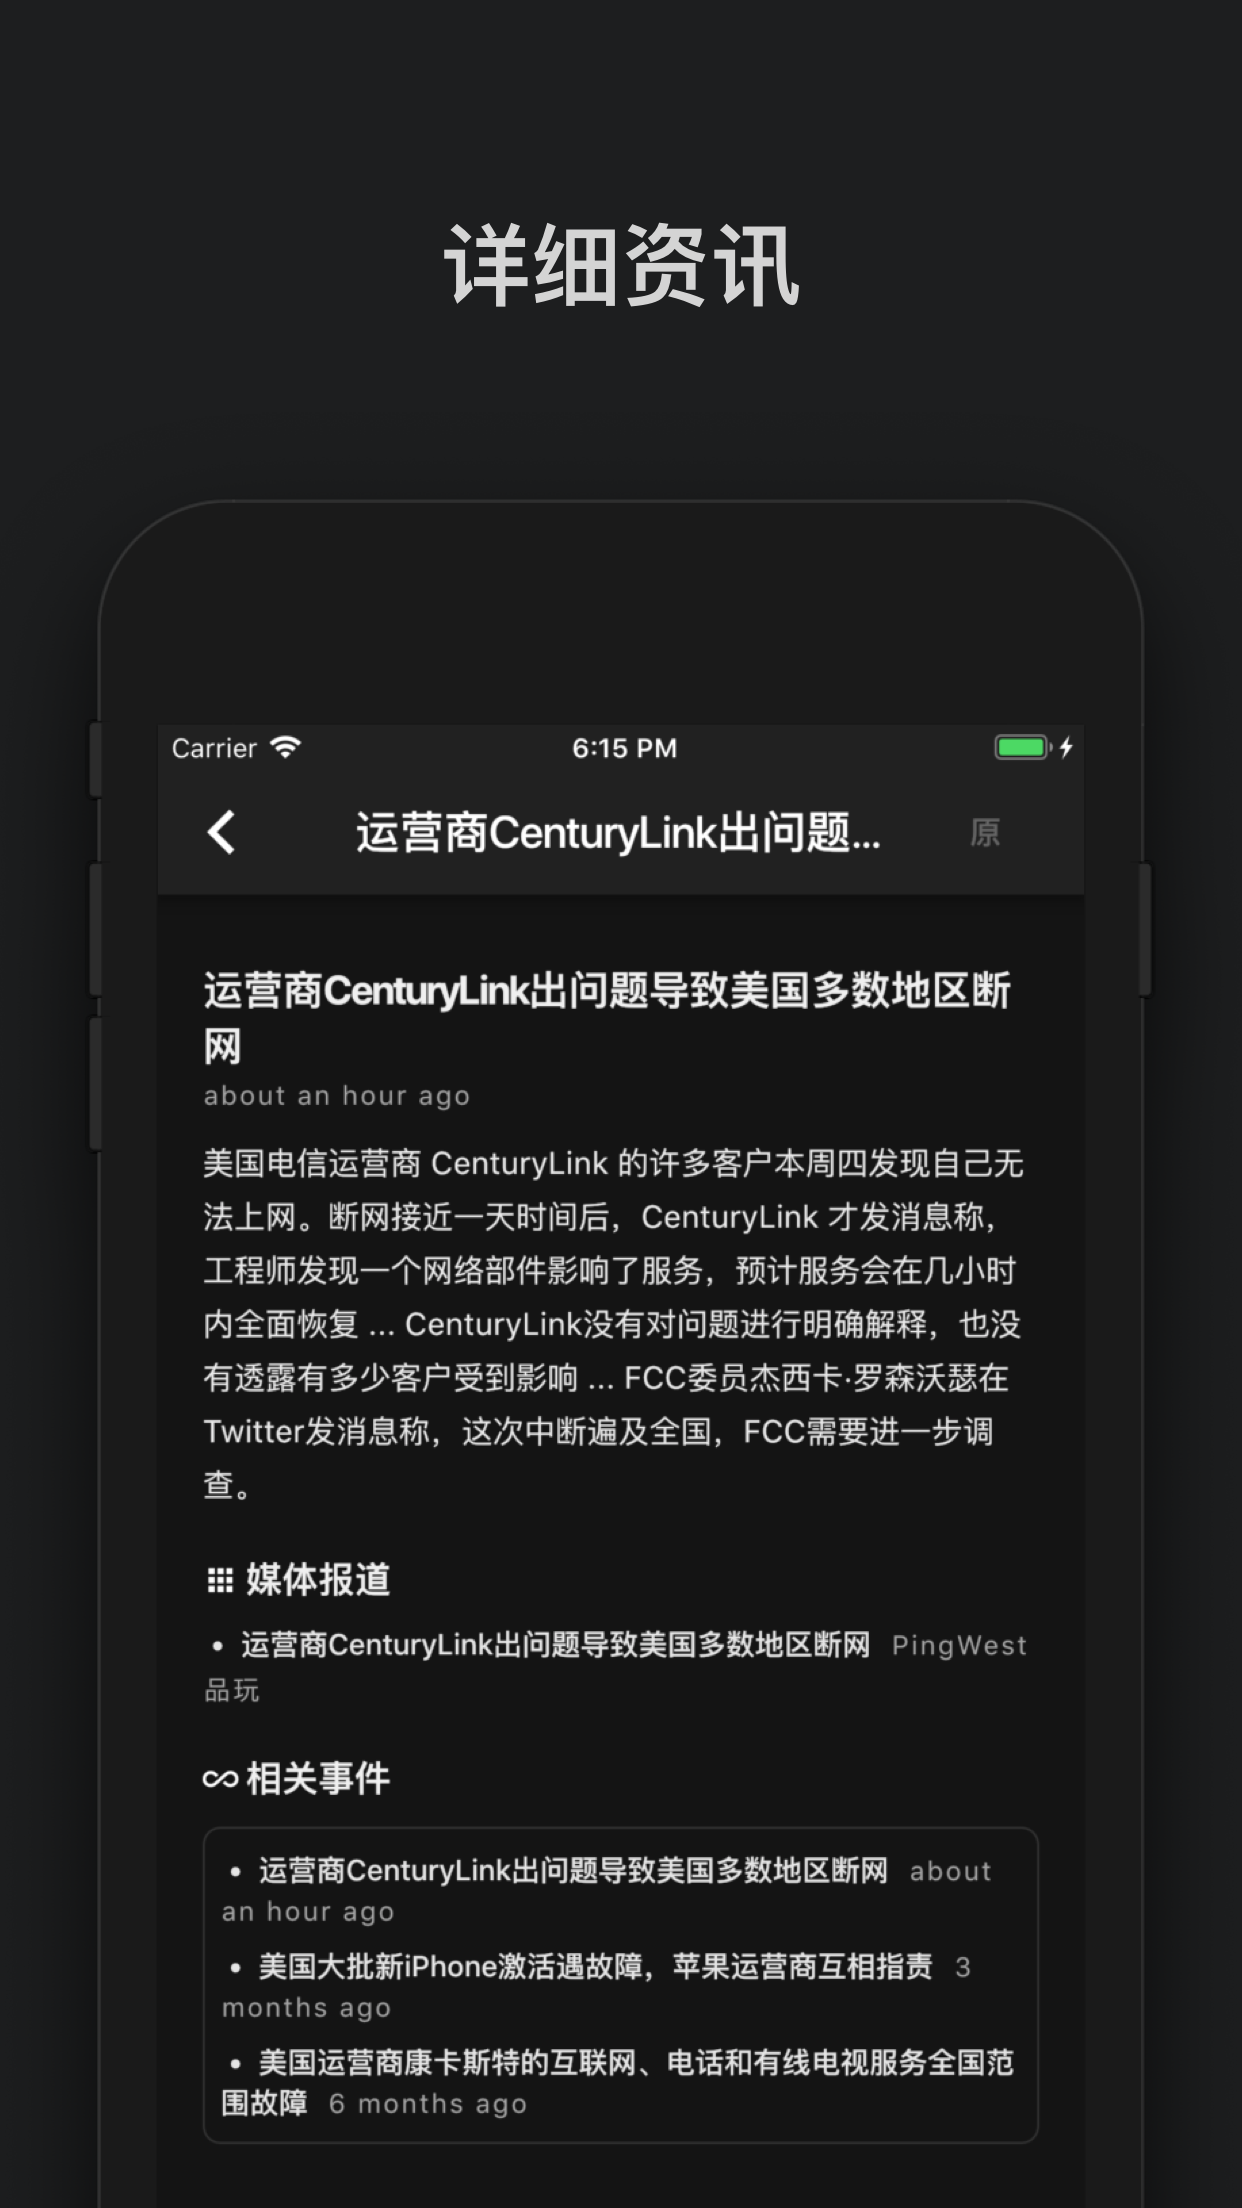 详细资讯
Carrier 6:15 PM
运营商CenturyLink出问题... 原
运营商CenturyLink出问题导致美国多数地区断
网
about an hour ago
美国电信运营商 CenturyLink 的许多客户本周四发现自己无
法上网。断网接近一天时间后，CenturyLink 才发消息称，
工程师发现一个网络部件影响了服务，预计服务会在几小时
内全面恢复 ... CenturyLink没有对问题进行明确解释，也没
有透露有多少客户受到影响 ... FCC委员杰西卡·罗森沃瑟在
Twitter发消息称，这次中断遍及全国，FCC需要进一步调
查。
媒体报道
• 运营商CenturyLink出问题导致美国多数地区断网 PingWest
品玩
相关事件
• 运营商CenturyLink出问题导致美国多数地区断网 about
an hour ago
• 美国大批新iPhone激活遇故障，苹果运营商互相指责 3
months ago
• 美国运营商康卡斯特的互联网、电话和有线电视服务全国范
围故障 6 months ago